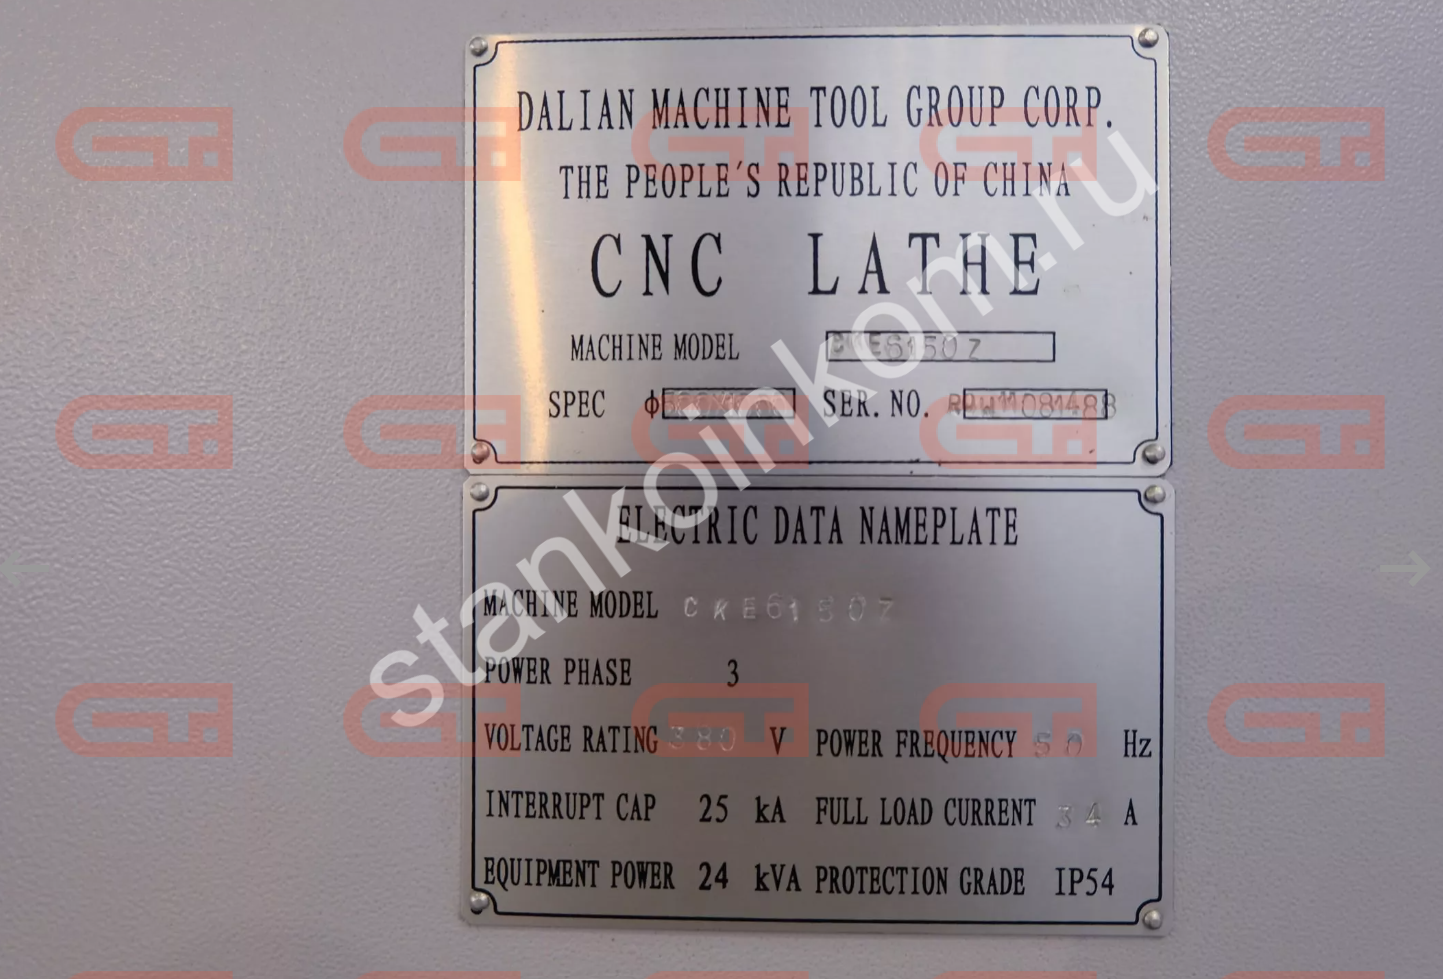 DALIAN MACHINE TOOL GROUP CORP.
THE PEOPLE'S REPUBLIC OF CHINA
CNC LATHE
MACHINE MODEL CKE6150Z
SPEC ϕ SER. NO.
ELECTRIC DATA NAMEPLATE
MACHINE MODEL CKE6150Z
POWER PHASE 3
VOLTAGE RATING 380 V POWER FREQUENCY 50 Hz
INTERRUPT CAP 25 kA FULL LOAD CURRENT 34 A
EQUIPMENT POWER 24 kVA PROTECTION GRADE IP54
stankoinkom.ru